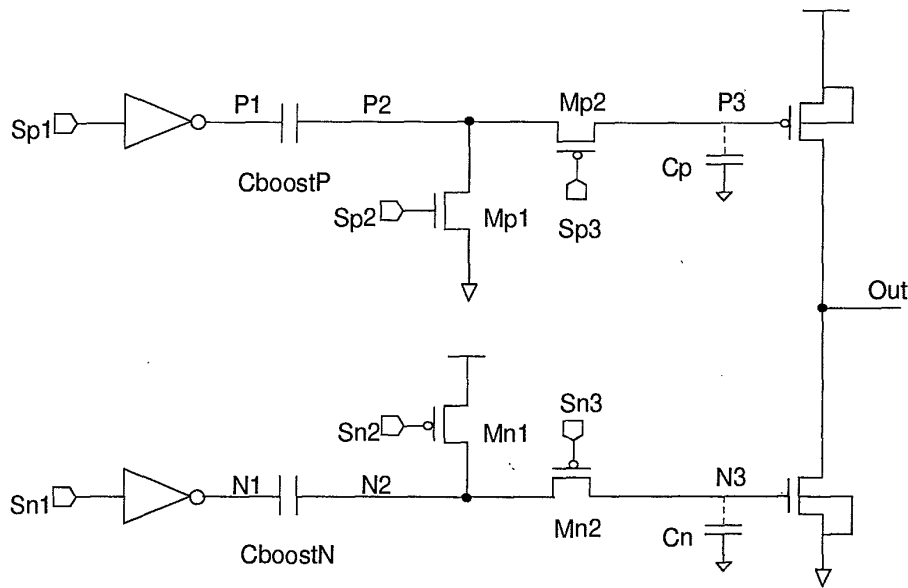 Sp1
P1
P2
Mp2
P3
CboostP
Sp2
Mp1
Sp3
Cp
Out
Sn2
Mn1
Sn3
Sn1
N1
N2
Mn2
N3
CboostN
Cn